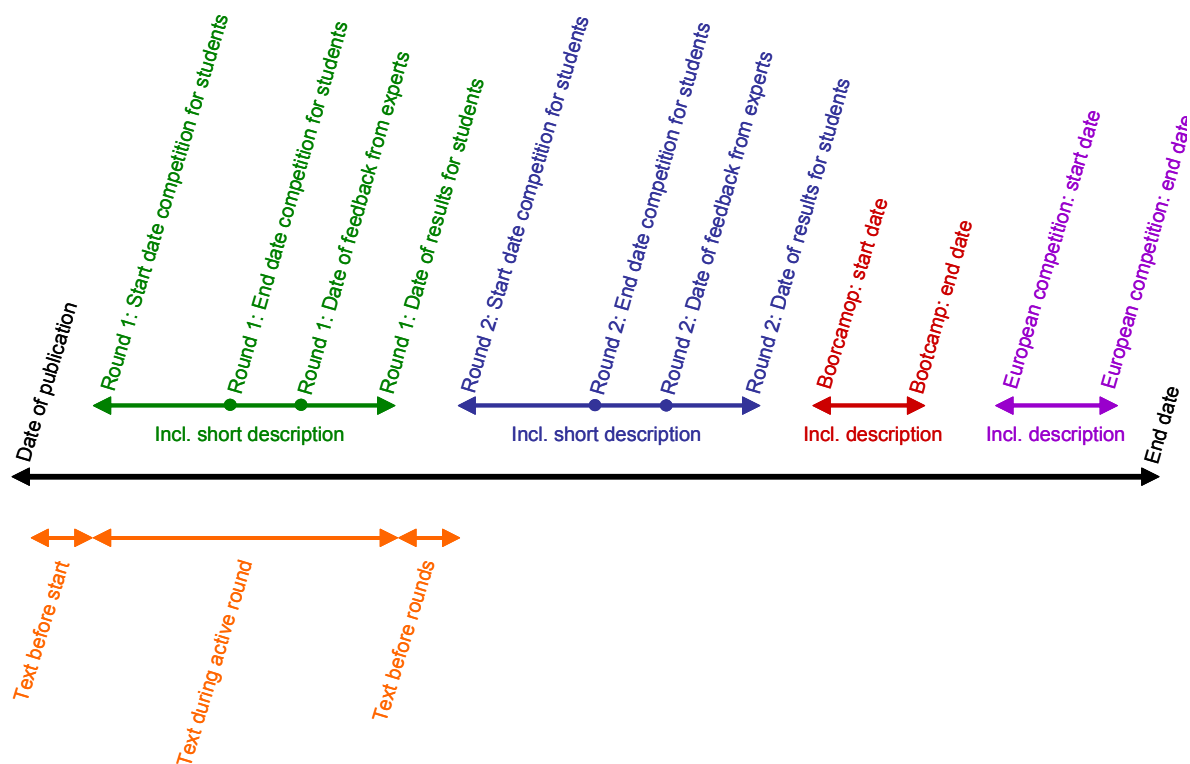 Date of publication
Round 1: Start date competition for students
Round 1: End date competition for students
Round 1: Date of feedback from experts
Round 1: Date of results for students
Round 2: Start date competition for students
Round 2: End date competition for students
Round 2: Date of feedback from experts
Round 2: Date of results for students
Boorcamop: start date
Bootcamp: end date
European competition: start date
European competition: end date
End date
Incl. short description
Incl. short description
Incl. description
Incl. description
Text before start
Text during active round
Text before rounds